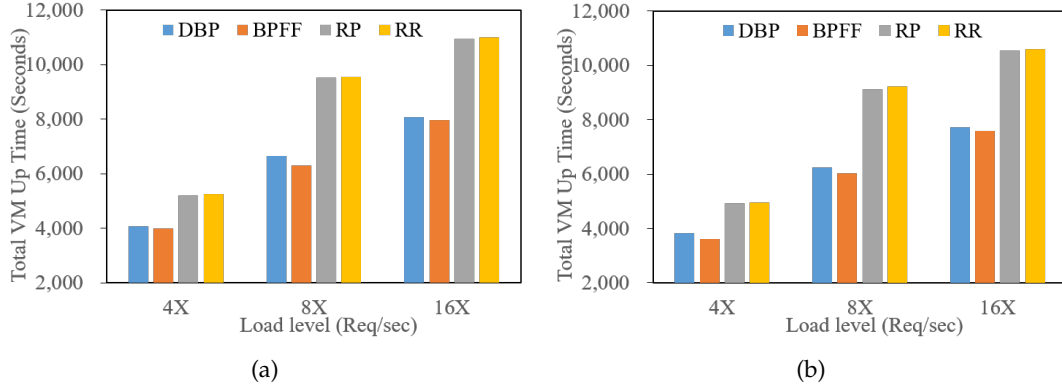 12,000
10,000
8,000
6,000
4,000
2,000
Total VM Up Time (Seconds)
DBP BPFF RP RR
4X 8X 16X
Load level (Req/sec)
(a)
12,000
10,000
8,000
6,000
4,000
2,000
Total VM Up Time (Seconds)
DBP BPFF RP RR
4X 8X 16X
Load level (Req/sec)
(b)